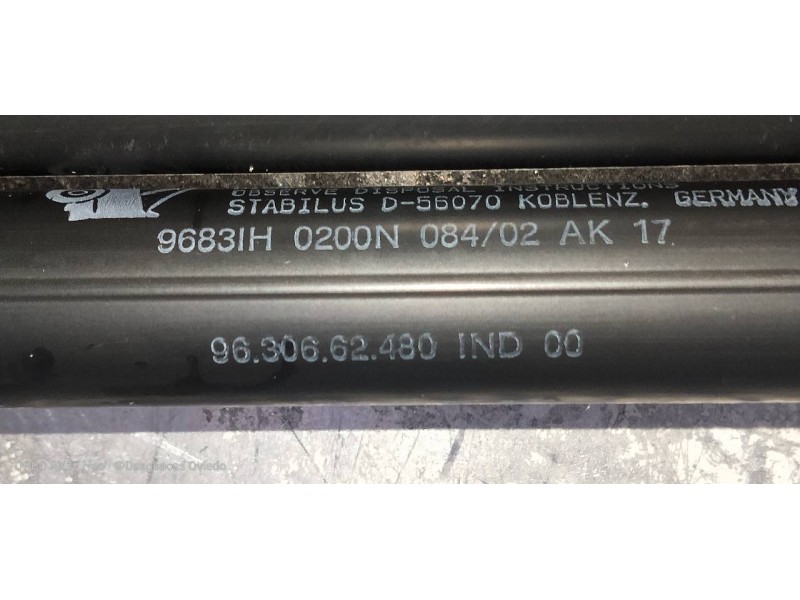 OBSERVE DISPOSAL INSTRUCTIONS
STABILUS D-56070 KOBLENZ. GERMANY
9683IH 0200N 084/02 AK 17
96.306.62.480 IND 00
Oviedo